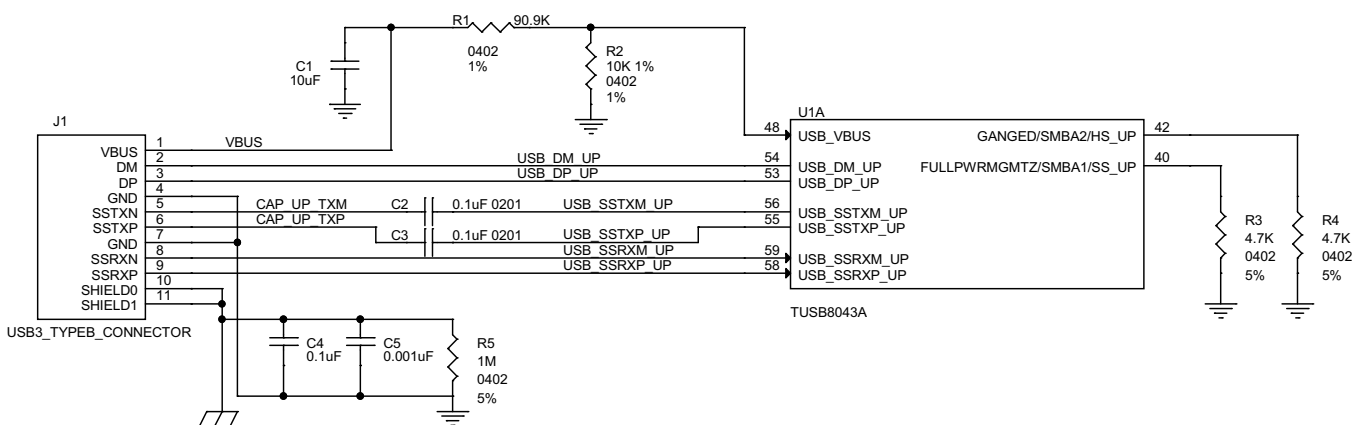 R1 90.9K
0402
1%
C1
10uF
R2
10K 1%
0402
1%
J1
VBUS 1 VBUS
DM 2 USB_DM_UP
DP 3 USB_DP_UP
GND 4
SSTXN 5 CAP_UP_TXM C2 0.1uF 0201 USB_SSTXM_UP
SSTXP 6 CAP_UP_TXP
GND 7 C3 0.1uF 0201 USB_SSTXP_UP
SSRXN 8 USB_SSRXM_UP
SSRXP 9 USB_SSRXP_UP
SHIELD0 10
SHIELD1 11
USB3_TYPEB_CONNECTOR
U1A
48 USB_VBUS GANGED/SMBA2/HS_UP 42
54 USB_DM_UP FULLPWRMGMTZ/SMBA1/SS_UP 40
53 USB_DP_UP
56 USB_SSTXM_UP
55 USB_SSTXP_UP
59 USB_SSRXM_UP
58 USB_SSRXP_UP
TUSB8043A
R3
4.7K
0402
5%
R4
4.7K
0402
5%
C4
0.1uF
C5
0.001uF
R5
1M
0402
5%